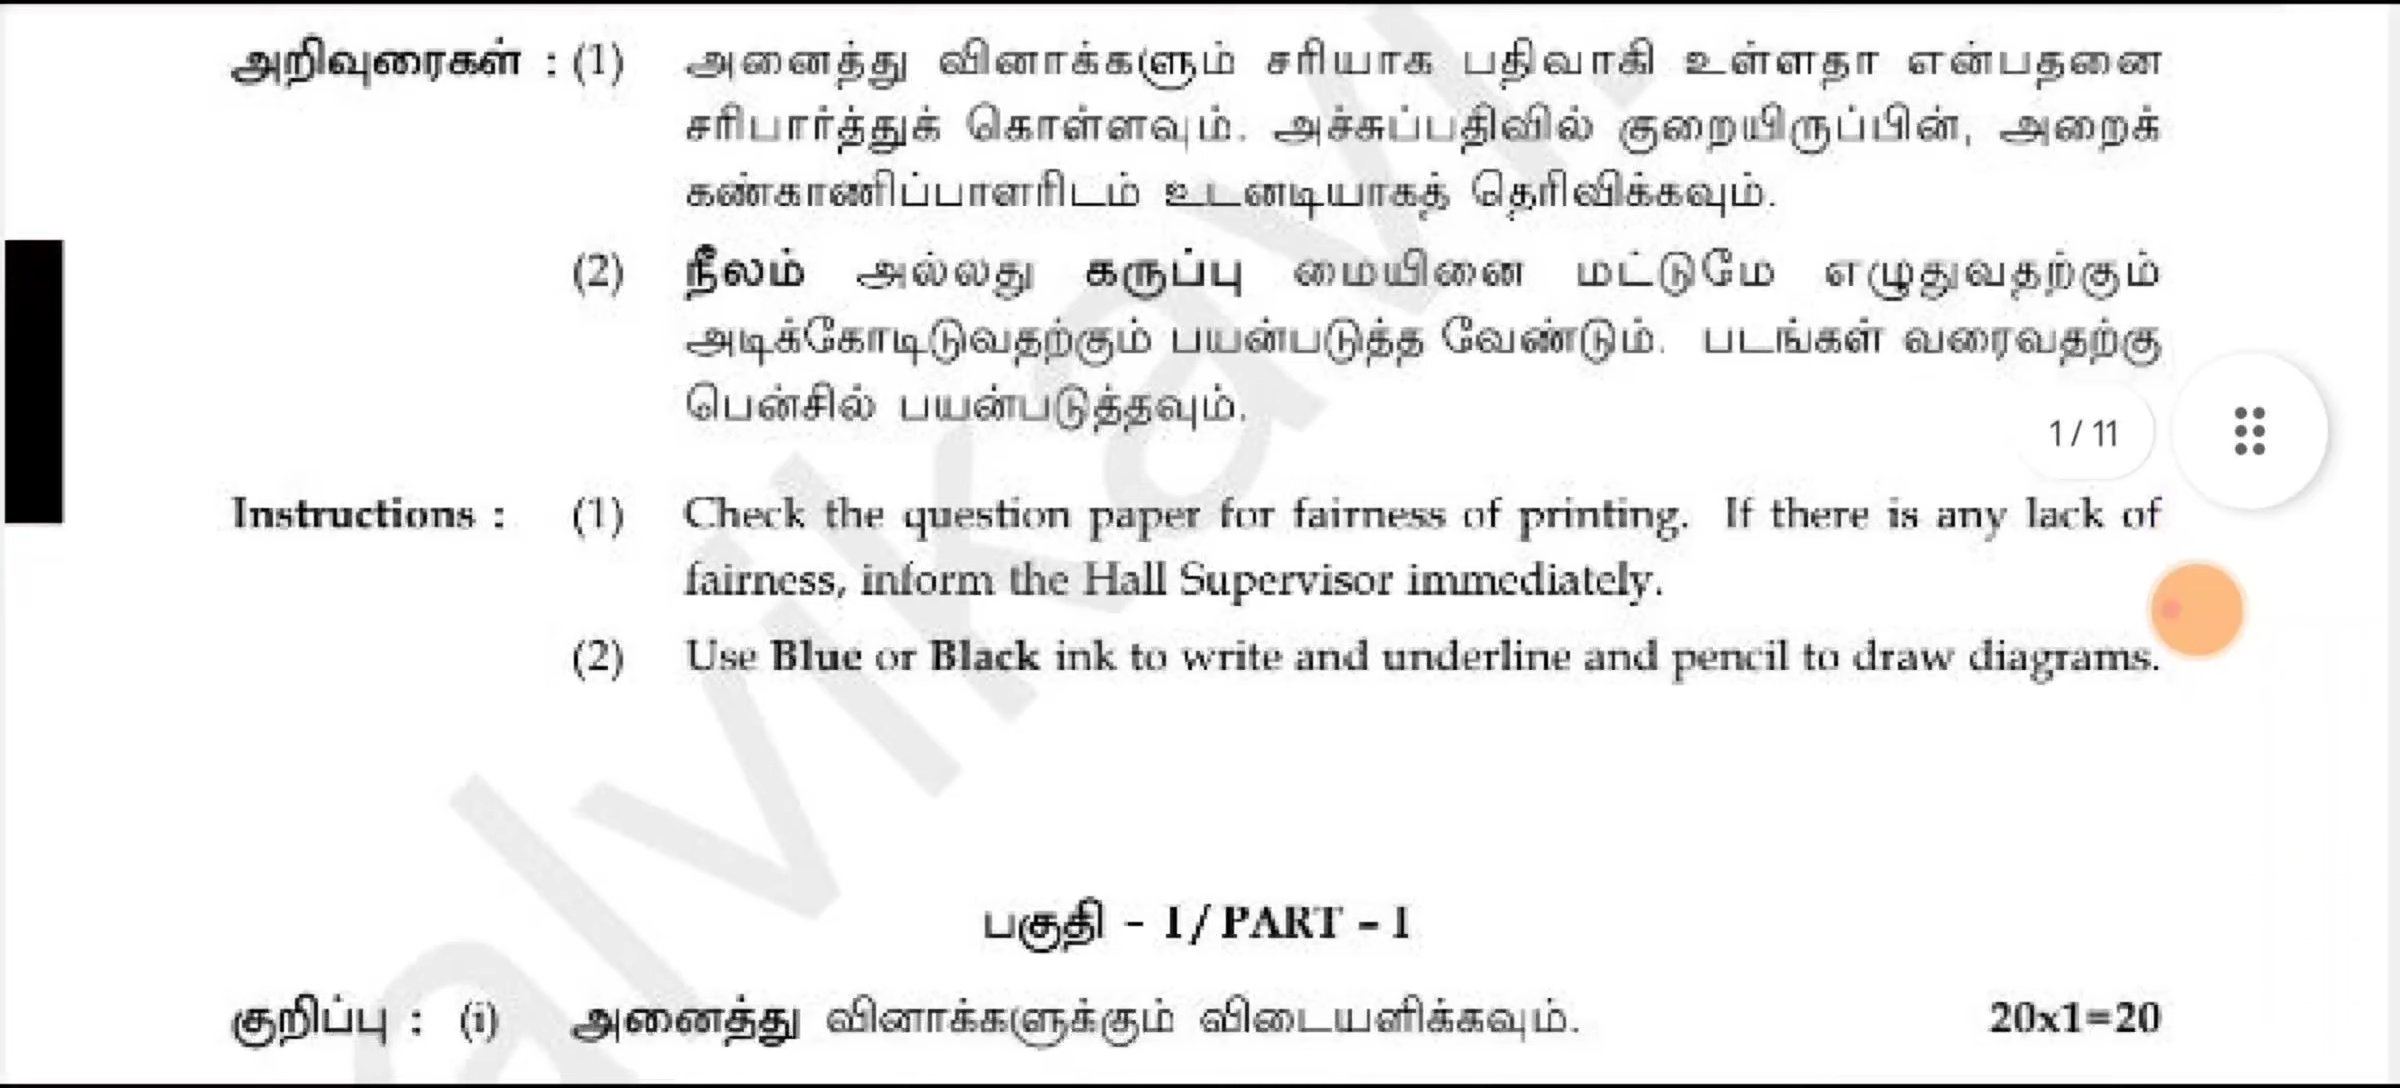 அறிவுரைகள் : (1) அனைத்து வினாக்களும் சரியாக பதிவாகி உள்ளதா என்பதனை
சரிபார்த்துக் கொள்ளவும். அச்சுப்பதிவில் குறையிருப்பின், அறைக்
கண்காணிப்பாளரிடம் உடனடியாகத் தெரிவிக்கவும்.
(2) நீலம் அல்லது கருப்பு மையினை மட்டுமே எழுதுவதற்கும்
அடிக்கோடிடுவதற்கும் பயன்படுத்த வேண்டும். படங்கள் வரைவதற்கு
பென்சில் பயன்படுத்தவும்.
1 / 11
Instructions : (1) Check the question paper for fairness of printing. If there is any lack of
fairness, inform the Hall Supervisor immediately.
(2) Use Blue or Black ink to write and underline and pencil to draw diagrams.
பகுதி - I / PART - I
குறிப்பு : (i) அனைத்து வினாக்களுக்கும் விடையளிக்கவும். 20x1=20